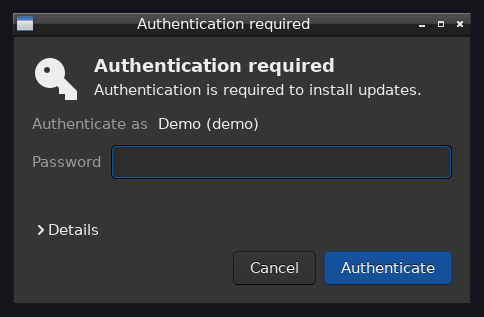 Authentication required
Authentication required
Authentication is required to install updates.
Authenticate as Demo (demo)
Password
Details
Cancel Authenticate